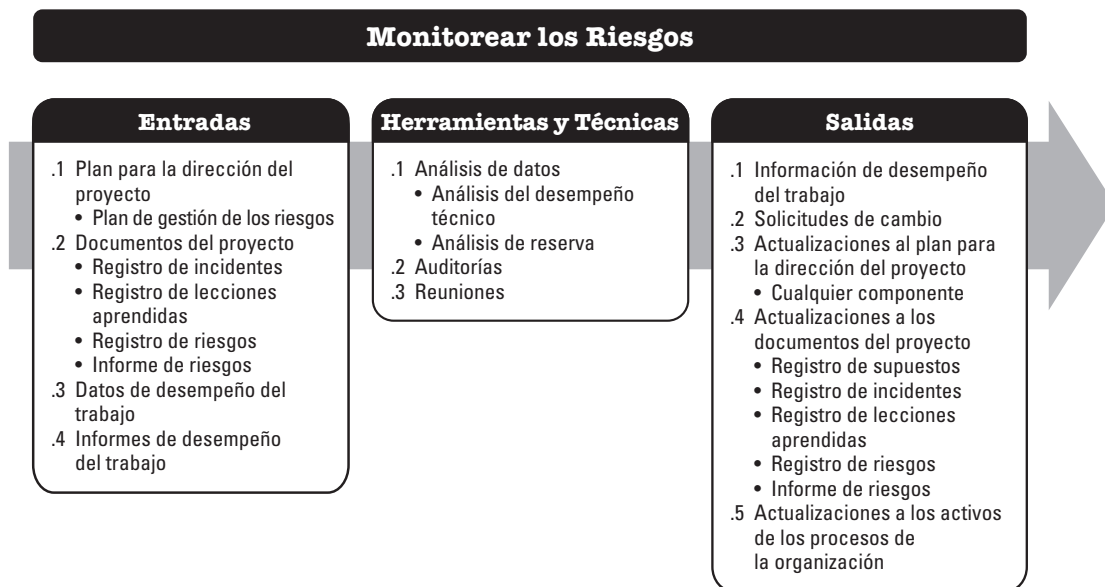 Monitorear los Riesgos
Entradas
.1 Plan para la dirección del
proyecto
• Plan de gestión de los riesgos
.2 Documentos del proyecto
• Registro de incidentes
• Registro de lecciones
aprendidas
• Registro de riesgos
• Informe de riesgos
.3 Datos de desempeño del
trabajo
.4 Informes de desempeño
del trabajo
Herramientas y Técnicas
.1 Análisis de datos
• Análisis del desempeño
técnico
• Análisis de reserva
.2 Auditorías
.3 Reuniones
Salidas
.1 Información de desempeño
del trabajo
.2 Solicitudes de cambio
.3 Actualizaciones al plan para
la dirección del proyecto
• Cualquier componente
.4 Actualizaciones a los
documentos del proyecto
• Registro de supuestos
• Registro de incidentes
• Registro de lecciones
aprendidas
• Registro de riesgos
• Informe de riesgos
.5 Actualizaciones a los activos
de los procesos de
la organización